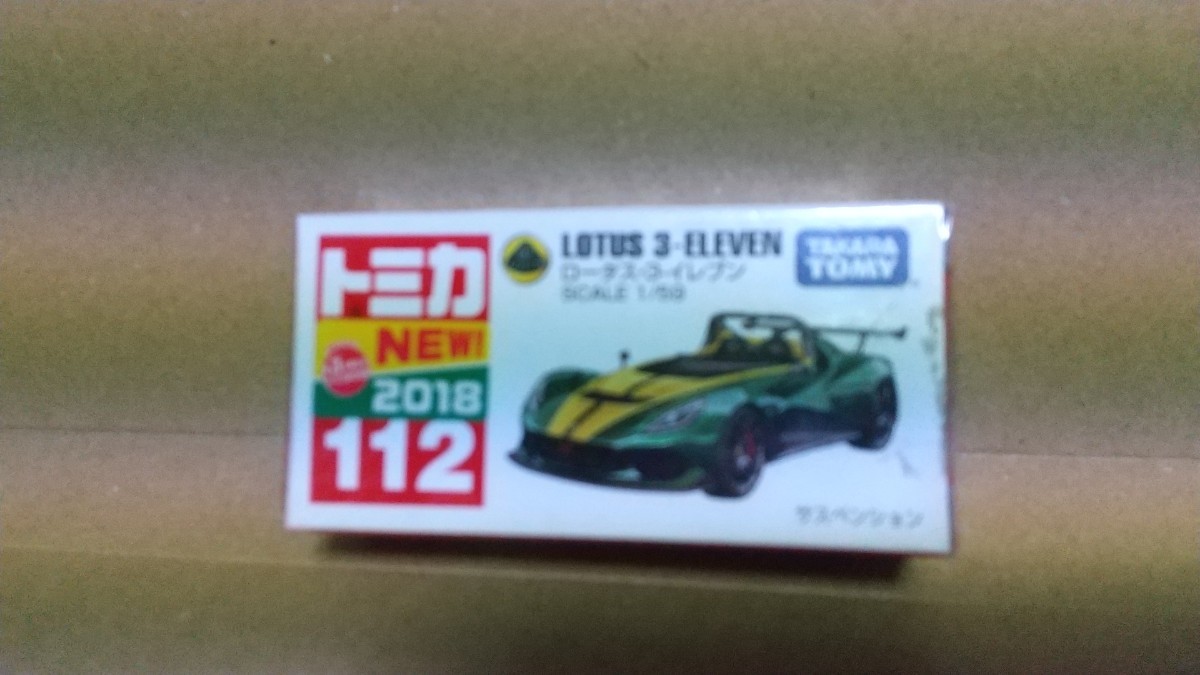 トミカ
NEW!
2018
112
LOTUS 3-ELEVEN
ロータス 3-イレブン
SCALE 1/59
TAKARA
TOMY
サスペンション